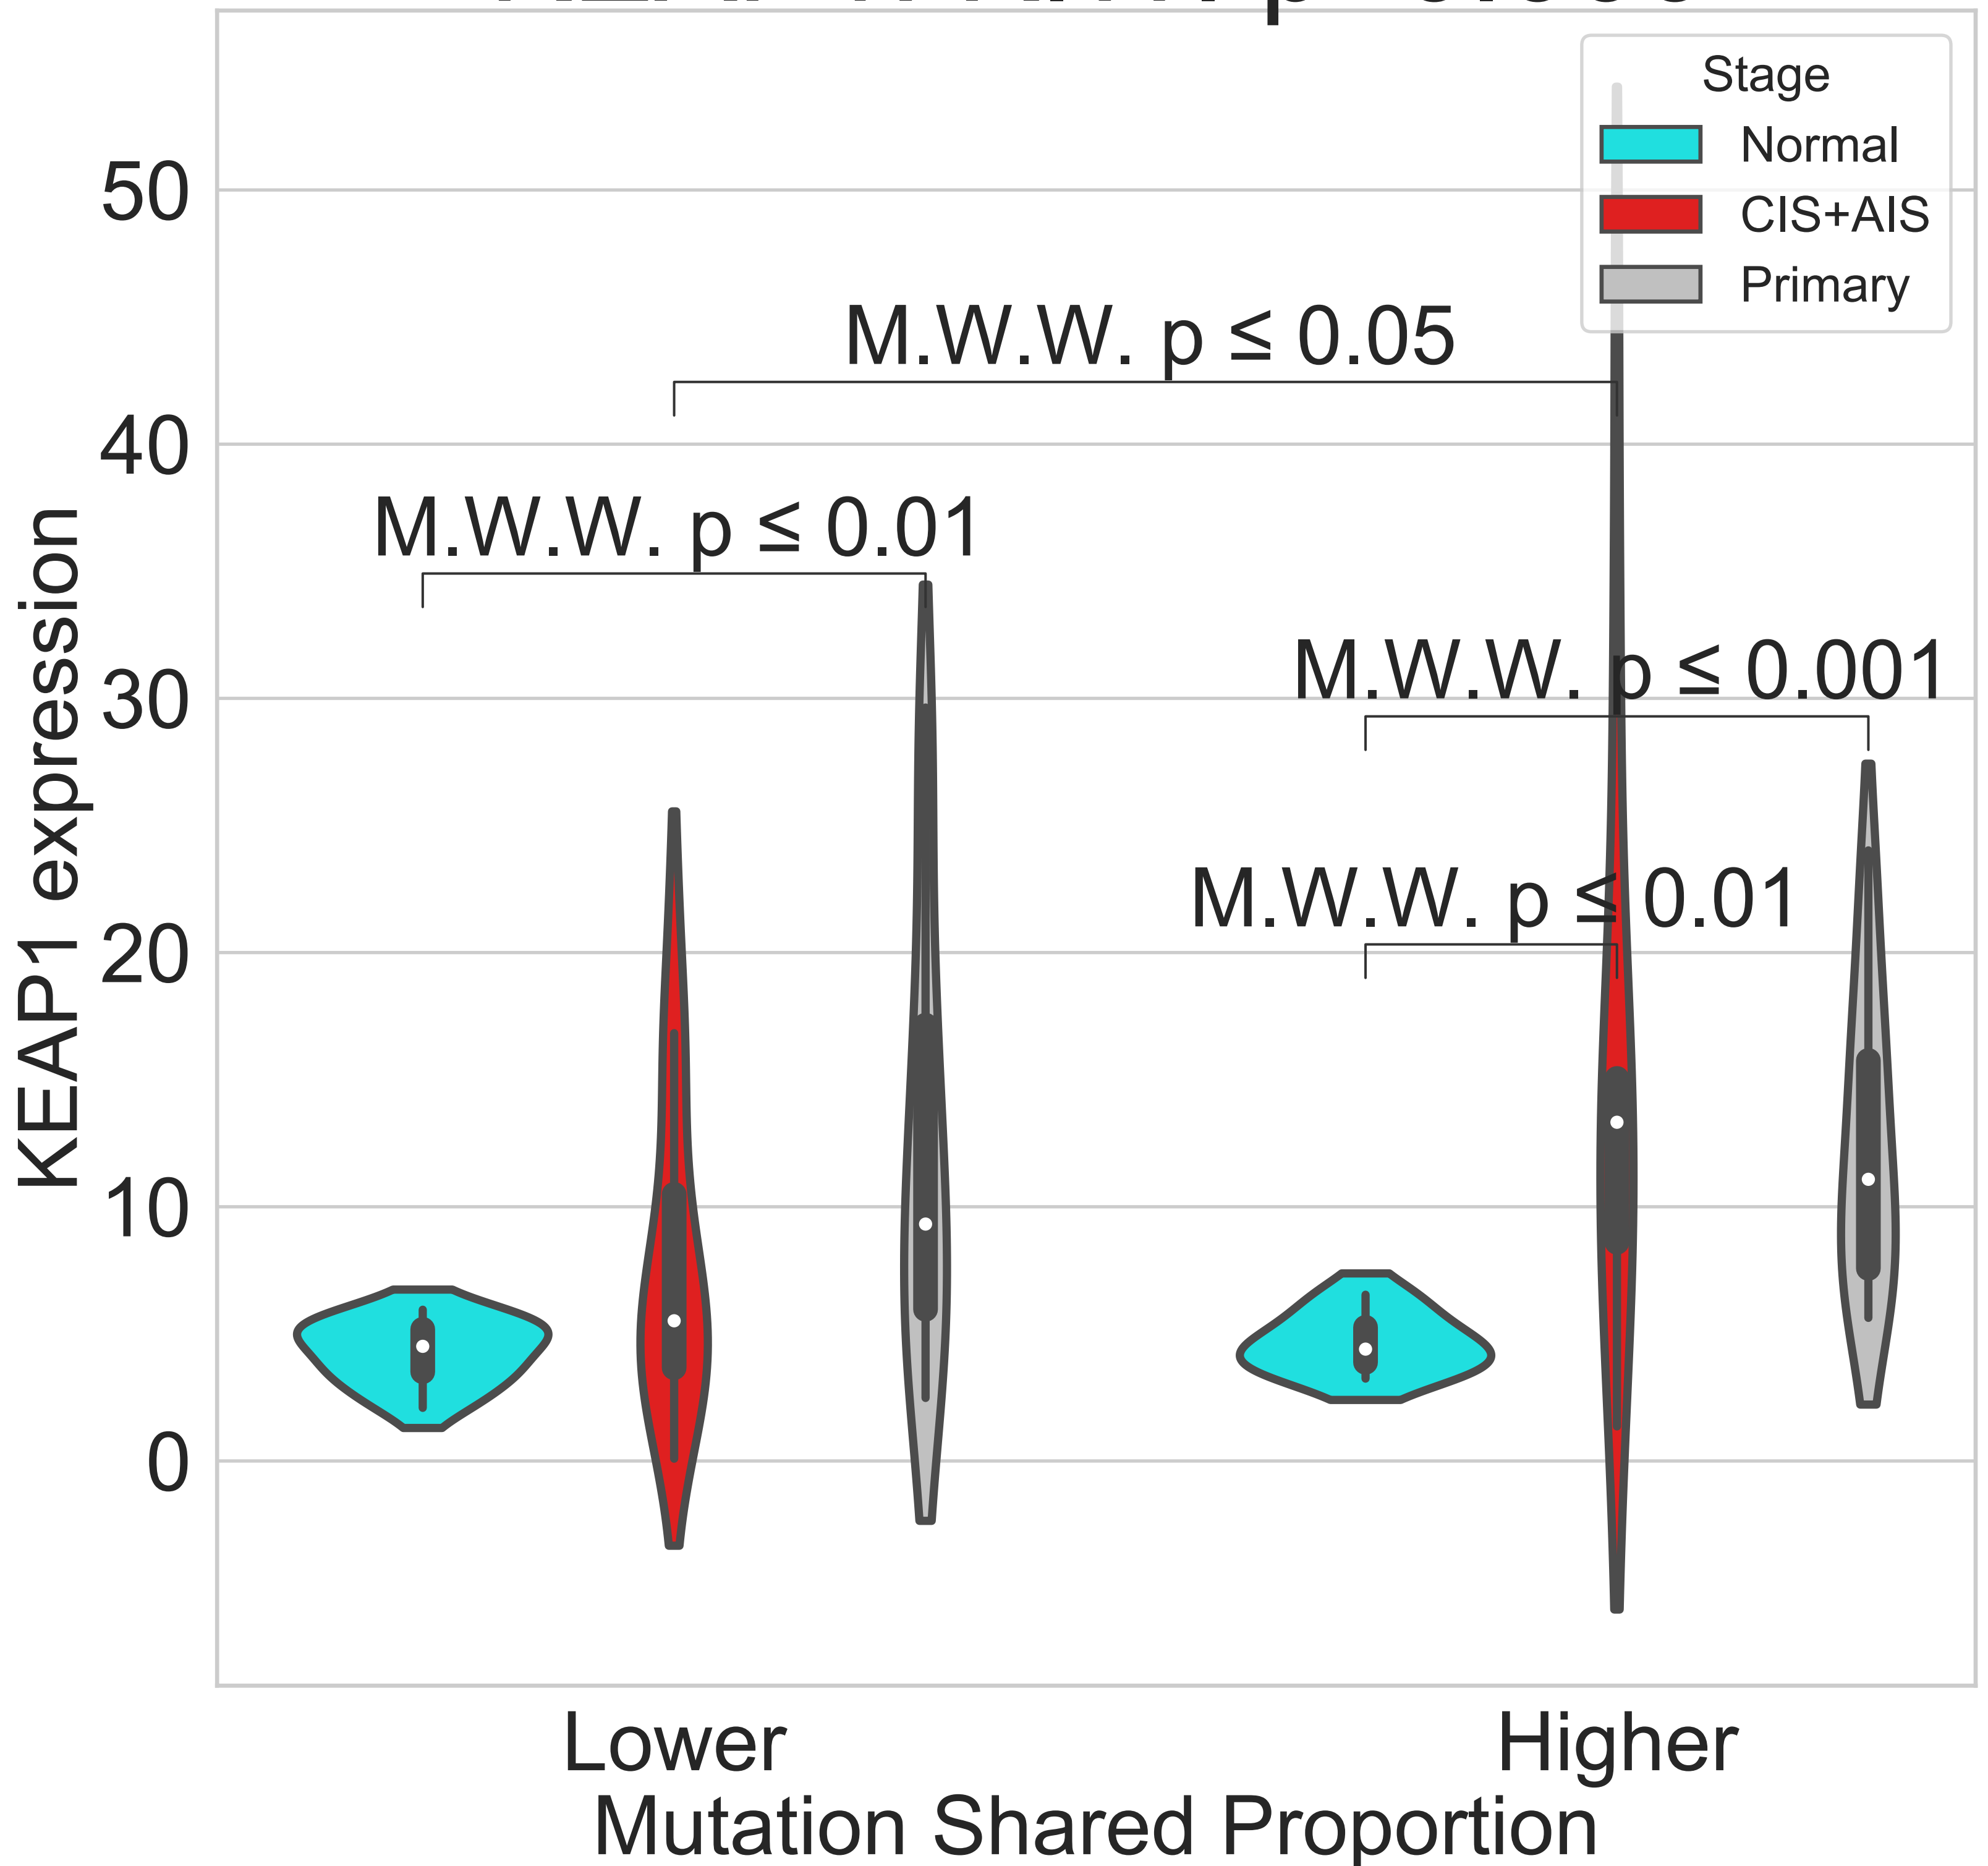 Stage
Normal
CIS+AIS
Primary
50
40
30
20
10
0
KEAP1 expression
M.W.W. p ≤ 0.05
M.W.W. p ≤ 0.01
M.W.W. p ≤ 0.001
M.W.W. p ≤ 0.01
Lower
Higher
Mutation Shared Proportion